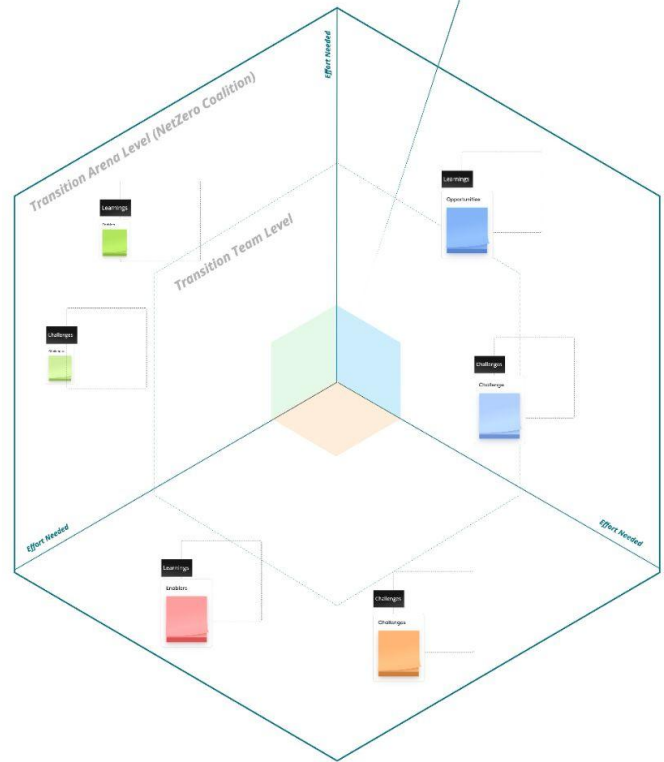 Effort Needed
Transition Arena Level (NetZero Coalition)
Learnings
Opportunities
Learnings
Transition Team Level
Challenges
Challenges
Challenge
Effort Needed
Effort Needed
Learnings
Enablers
Challenges
Challenges